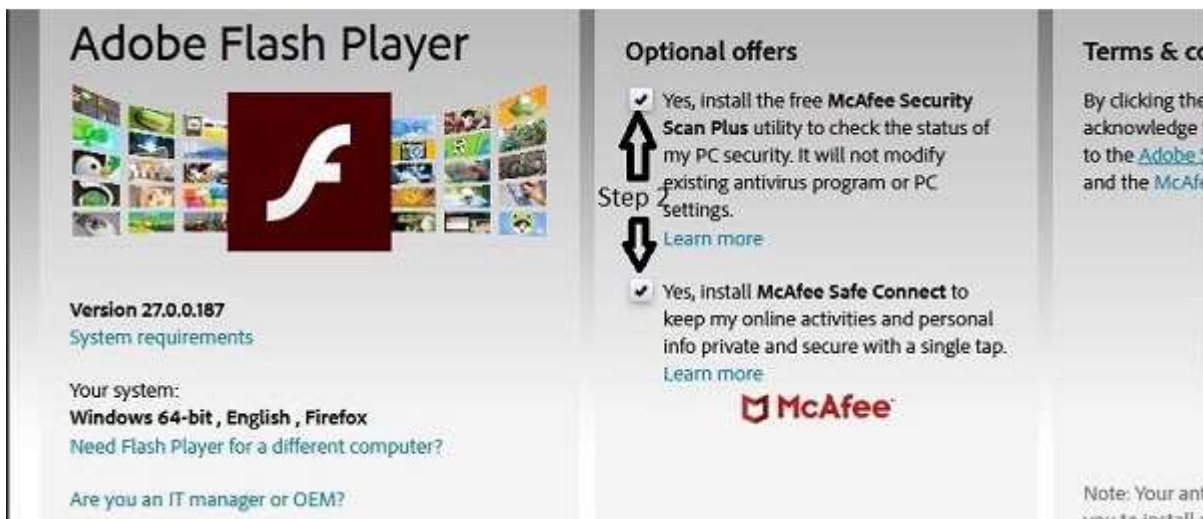 Adobe Flash Player
Version 27.0.0.187
System requirements
Your system:
Windows 64-bit , English , Firefox
Need Flash Player for a different computer?
Are you an IT manager or OEM?
Optional offers
Yes, install the free McAfee Security
Scan Plus utility to check the status of
my PC security. It will not modify
existing antivirus program or PC
settings.
Learn more
Step 2
Yes, install McAfee Safe Connect to
keep my online activities and personal
info private and secure with a single tap.
Learn more
McAfee
Terms &
By clicking the
acknowledge
to the Adobe
and the
Note: Your
you to install